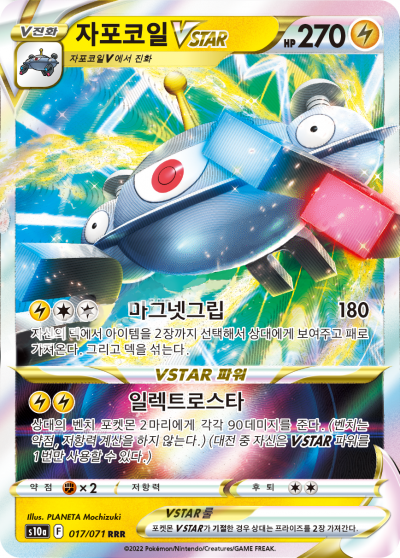 V진화
자포코일 VSTAR
HP 270
자포코일V에서 진화
마그넷그립 180
자신의 덱에서 아이템을 2장까지 선택해서 상대에게 보여주고 패로
가져온다. 그리고 덱을 섞는다.
VSTAR 파워
일렉트로스타
상대의 벤치 포켓몬 2마리에게 각각 90데미지를 준다. (벤치는
약점, 저항력 계산을 하지 않는다.) (대전 중 자신은 VSTAR 파워를
1번만 사용할 수 있다.)
약점 ×2 저항력 후퇴
Illus. PLANETA Mochizuki
s10a F 017/071 RRR
VSTAR 룰
포켓몬 VSTAR가 기절한 경우 상대는 프라이즈를 2장 가져간다.
©2022 Pokémon/Nintendo/Creatures/GAME FREAK.